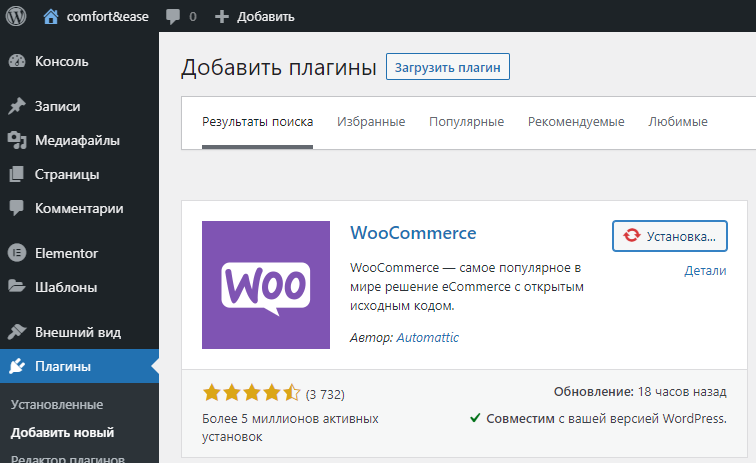 comfort&ease 0 Добавить
Консоль
Записи
Медиафайлы
Страницы
Комментарии
Elementor
Шаблоны
Внешний вид
Плагины
Установленные
Добавить новый
Редактор плагинов
Добавить плагины Загрузить плагин
Результаты поиска Избранные Популярные Рекомендуемые Любимые
WOO
WooCommerce
Установка...
Детали
WooCommerce — самое популярное в
мире решение eCommerce с открытым
исходным кодом.
Автор: Automattic
(3 732)
Более 5 миллионов активных
установок
Обновление: 18 часов назад
Совместим с вашей версией WordPress.